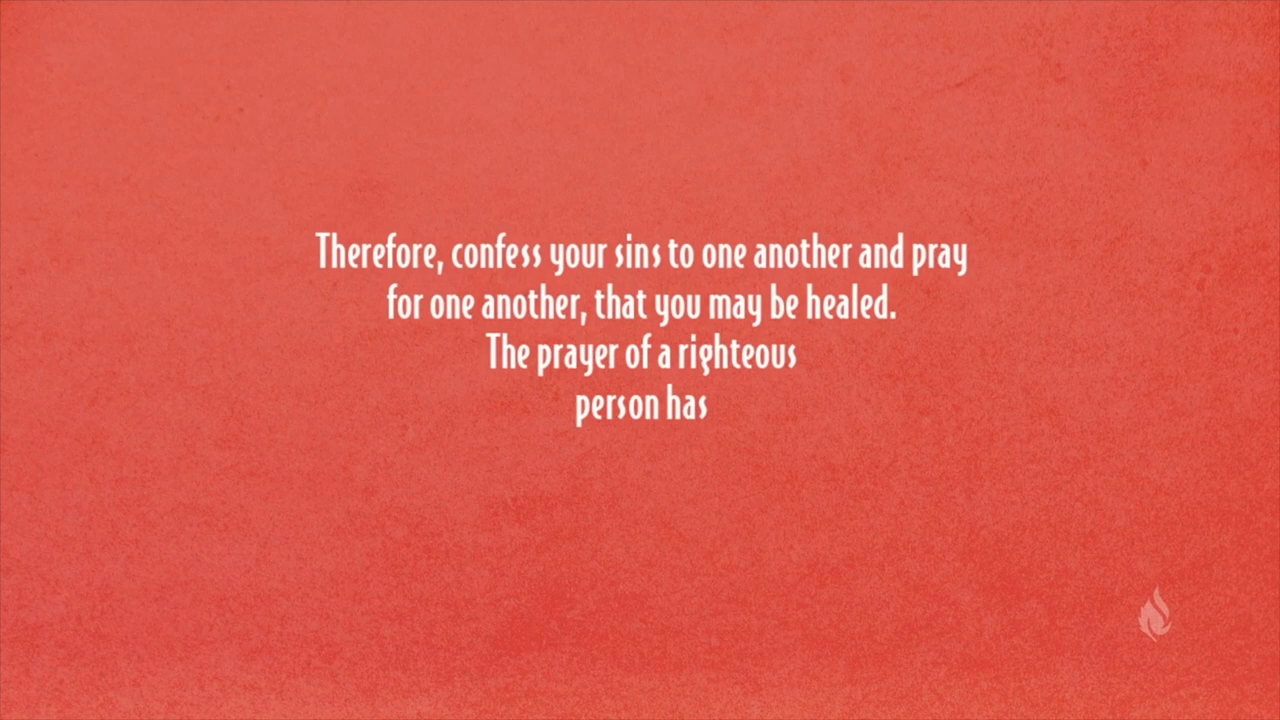 Therefore, confess your sins to one another and pray
for one another, that you may be healed.
The prayer of a righteous
person has